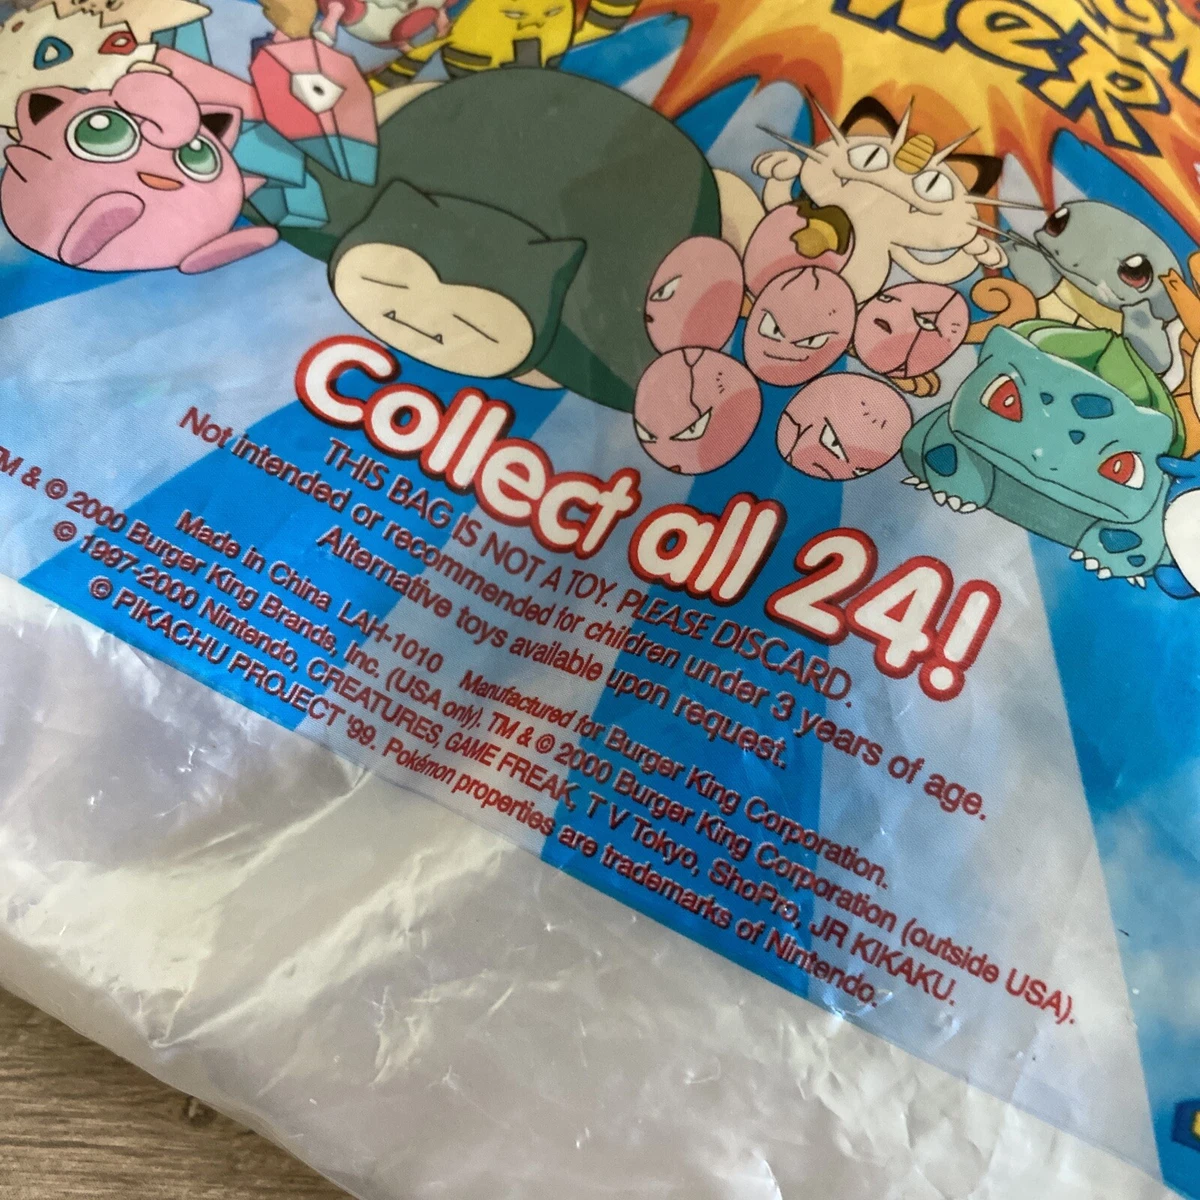 Collect all 24!
THIS BAG IS NOT A TOY. PLEASE DISCARD.
Not intended or recommended for children under 3 years of age.
Alternative toys available upon request.
Made in China LAH-1010 Manufactured for Burger King Corporation.
TM & © 2000 Burger King Brands, Inc. (USA only). TM & © 2000 Burger King Corporation (outside USA).
© 1997-2000 Nintendo, CREATURES, GAME FREAK, T V Tokyo, ShoPro, JR KIKAKU.
© PIKACHU PROJECT '99. Pokémon properties are trademarks of Nintendo.